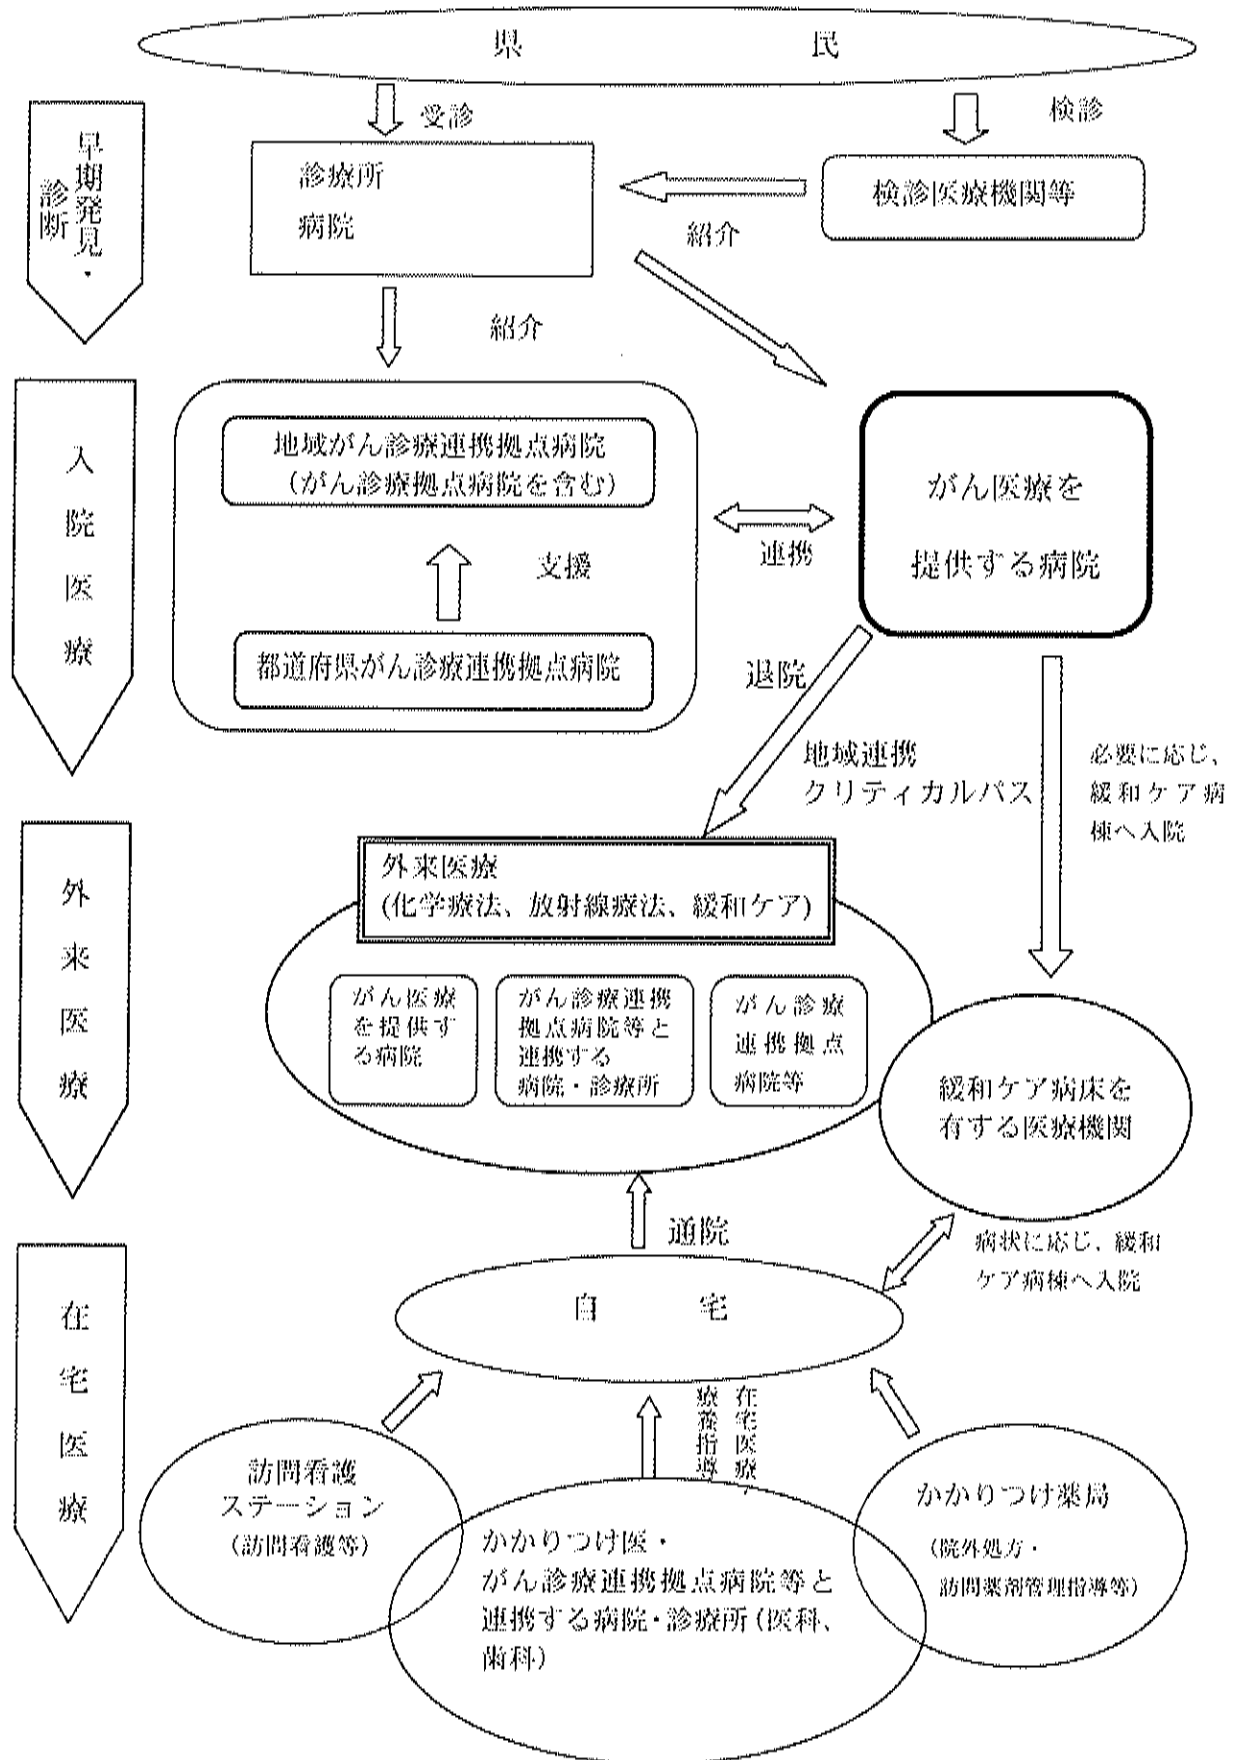 県 民
受診
検診
早期発見・
診断
診療所
病院
検診医療機関等
紹介
紹介
入院医療
地域がん診療連携拠点病院
(がん診療拠点病院を含む)
支援
都道府県がん診療連携拠点病院
連携
がん医療を
提供する病院
退院
地域連携
クリティカルパス
必要に応じ、
緩和ケア病
棟へ入院
外来医療
外来医療
(化学療法、放射線療法、緩和ケア)
がん医療
を提供す
る病院
がん診療連携
拠点病院等と
連携する
病院・診療所
がん診療
連携拠点
病院等
緩和ケア病床を
有する医療機関
通院
病状に応じ、緩和
ケア病棟へ入院
在宅医療
自 宅
在宅医療、
療養指導
訪問看護
ステーション
(訪問看護等)
かかりつけ医・
がん診療連携拠点病院等と
連携する病院・診療所(医科、
歯科)
かかりつけ薬局
(院外処方・
訪問薬剤管理指導等)